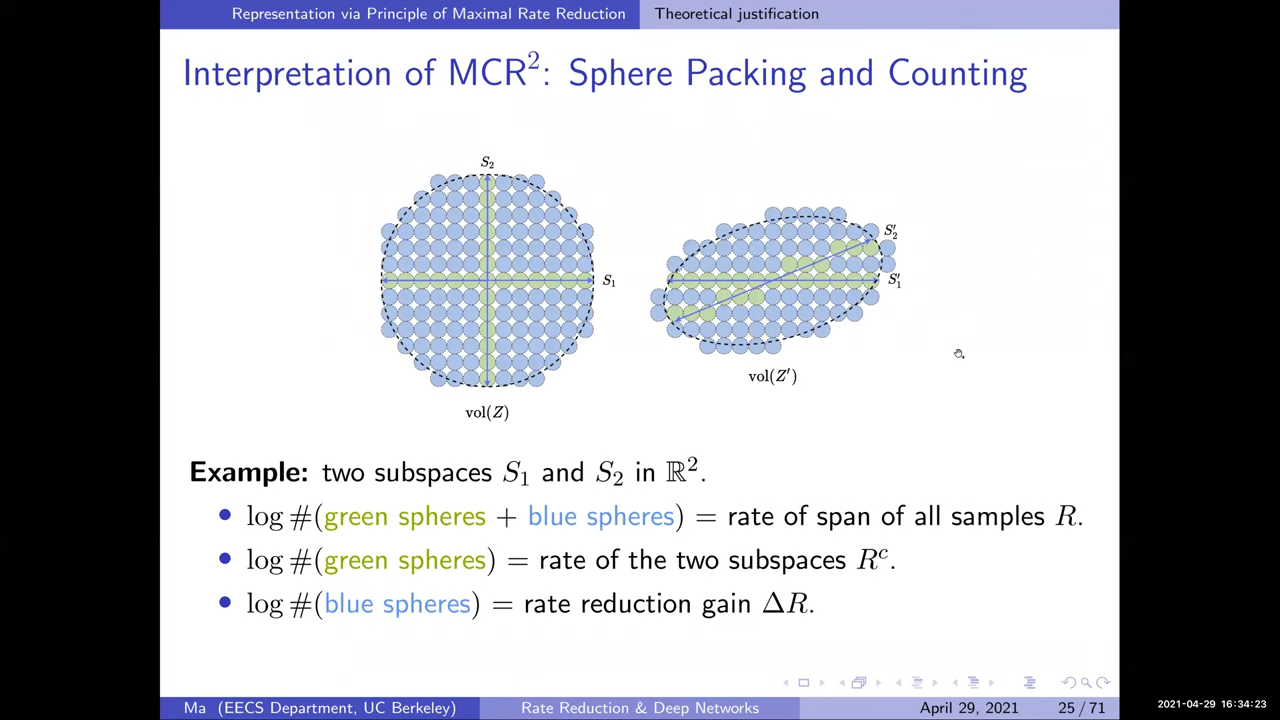 Representation via Principle of Maximal Rate Reduction Theoretical justification
Interpretation of MCR²: Sphere Packing and Counting
S₂
S₁
vol(Z)
S′₂
S′₁
vol(Z′)
Example: two subspaces S₁ and S₂ in ℝ².
• log #(green spheres + blue spheres) = rate of span of all samples R.
• log #(green spheres) = rate of the two subspaces Rᶜ.
• log #(blue spheres) = rate reduction gain ΔR.
Ma (EECS Department, UC Berkeley) Rate Reduction & Deep Networks April 29, 2021 25 / 71
2021-04-29 16:34:23